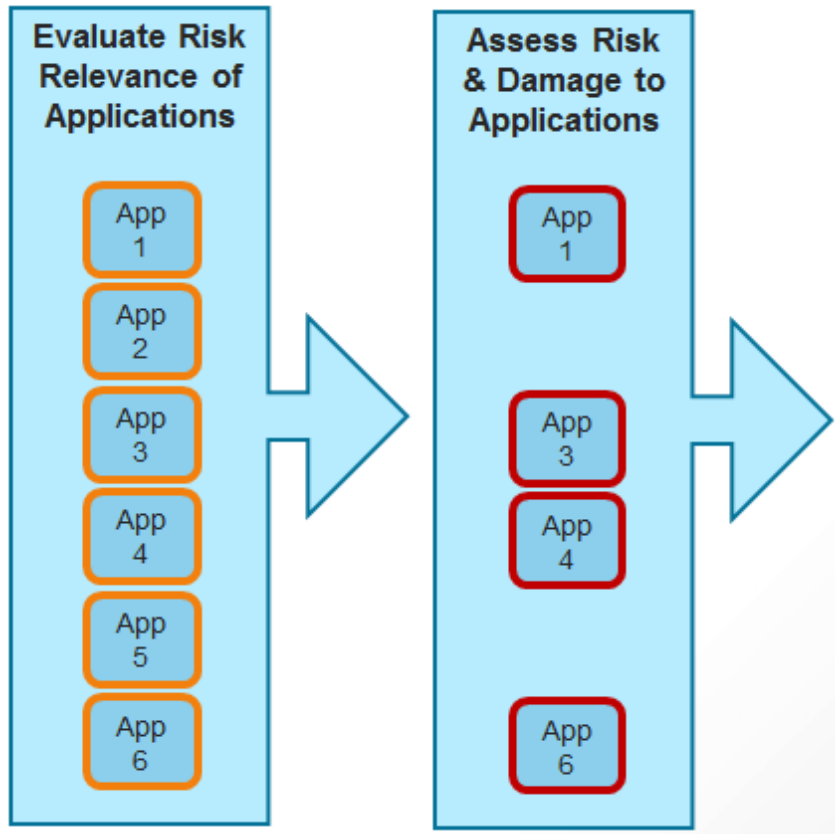 Evaluate Risk
Relevance of
Applications
App
1
App
2
App
3
App
4
App
5
App
6
Assess Risk
& Damage to
Applications
App
1
App
3
App
4
App
6